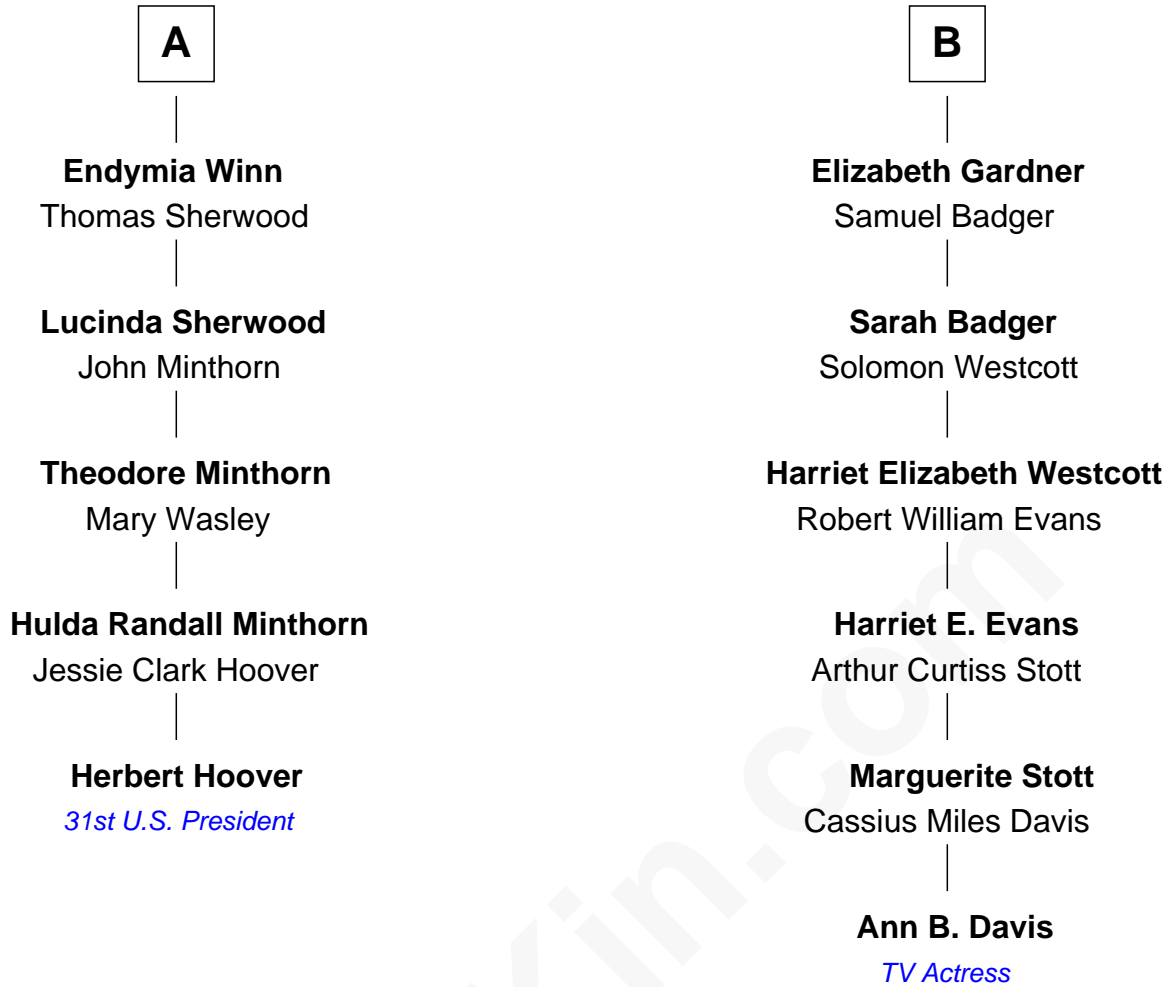 A
Endymia Winn
Thomas Sherwood
Lucinda Sherwood
John Minthorn
Theodore Minthorn
Mary Wasley
Hulda Randall Minthorn
Jessie Clark Hoover
Herbert Hoover
31st U.S. President
B
Elizabeth Gardner
Samuel Badger
Sarah Badger
Solomon Westcott
Harriet Elizabeth Westcott
Robert William Evans
Harriet E. Evans
Arthur Curtiss Stott
Marguerite Stott
Cassius Miles Davis
Ann B. Davis
TV Actress
Kin.com